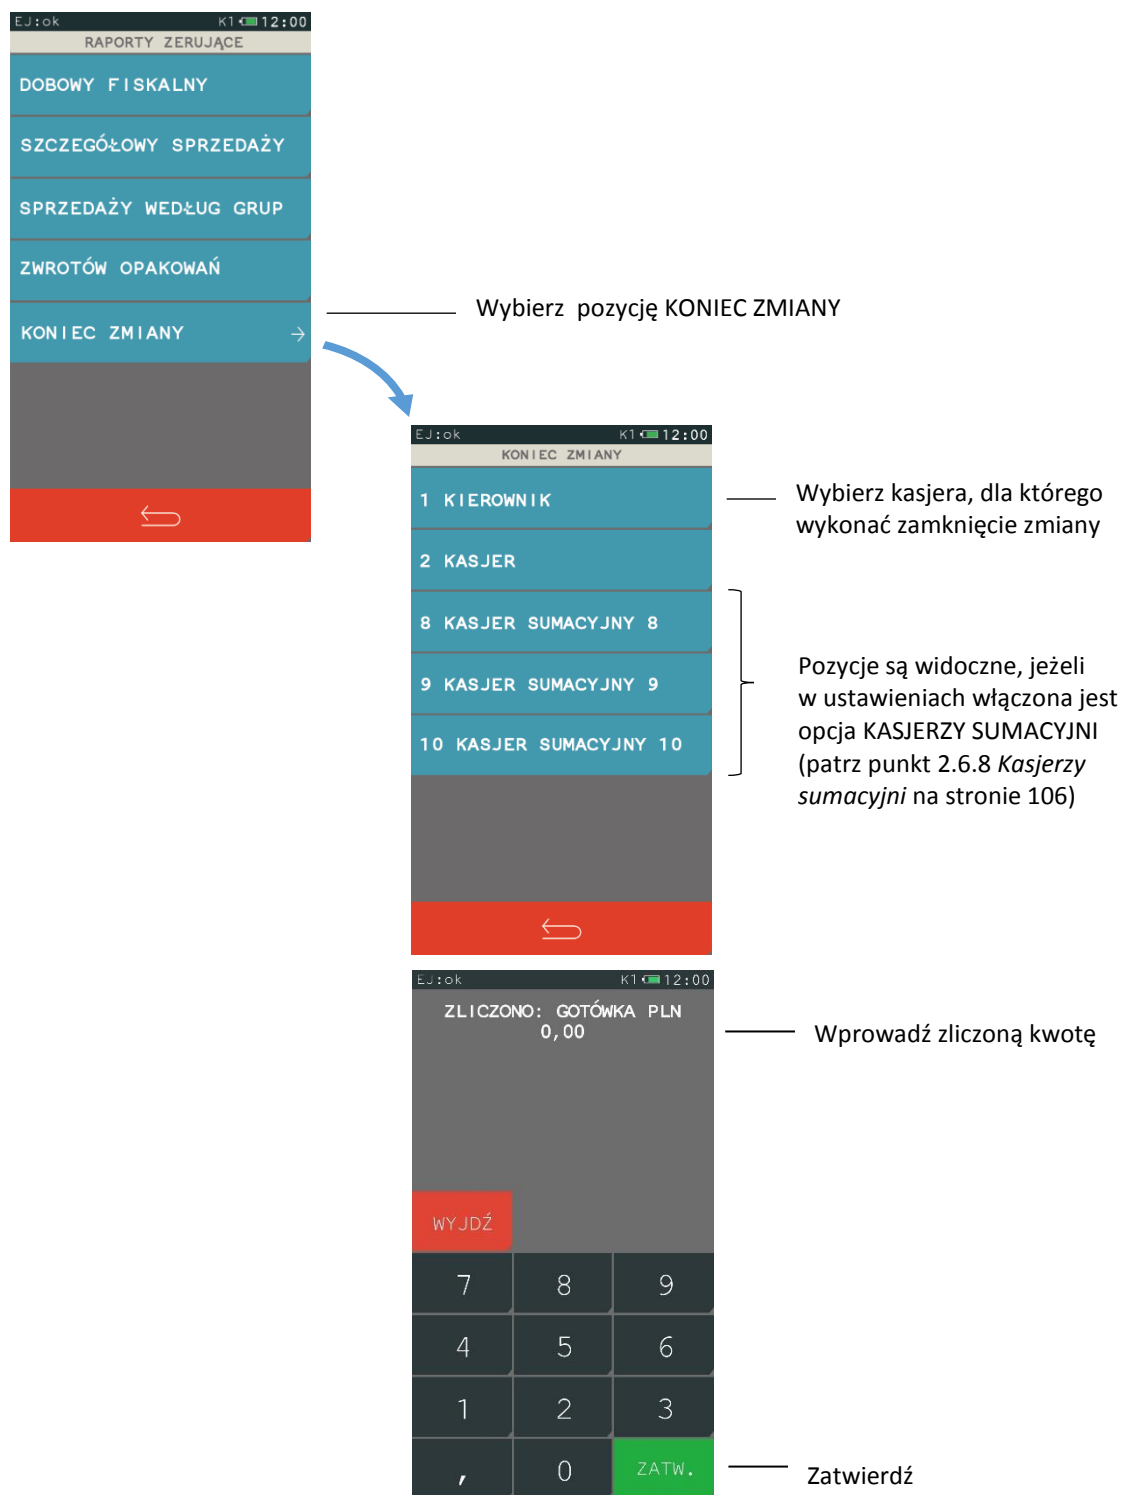 EJ:ok K1 12:00
RAPORTY ZERUJĄCE
DOBOWY FISKALNY
SZCZEGÓŁOWY SPRZEDAŻY
SPRZEDAŻY WEDŁUG GRUP
ZWROTÓW OPAKOWAŃ
KONIEC ZMIANY
Wybierz pozycję KONIEC ZMIANY
EJ:ok K1 12:00
KONIEC ZMIANY
1 KIEROWNIK
2 KASJER
8 KASJER SUMACYJNY 8
9 KASJER SUMACYJNY 9
10 KASJER SUMACYJNY 10
Wybierz kasjera, dla którego
wykonać zamknięcie zmiany
Pozycje są widoczne, jeżeli
w ustawieniach włączona jest
opcja KASJERZY SUMACYJNI
(patrz punkt 2.6.8 Kasjerzy
sumacyjni na stronie 106)
EJ:ok K1 12:00
ZLICZONO: GOTÓWKA PLN
0,00
Wprowadź zliczoną kwotę
WYJDŹ
7 8 9
4 5 6
1 2 3
, 0 ZATW.
Zatwierdź